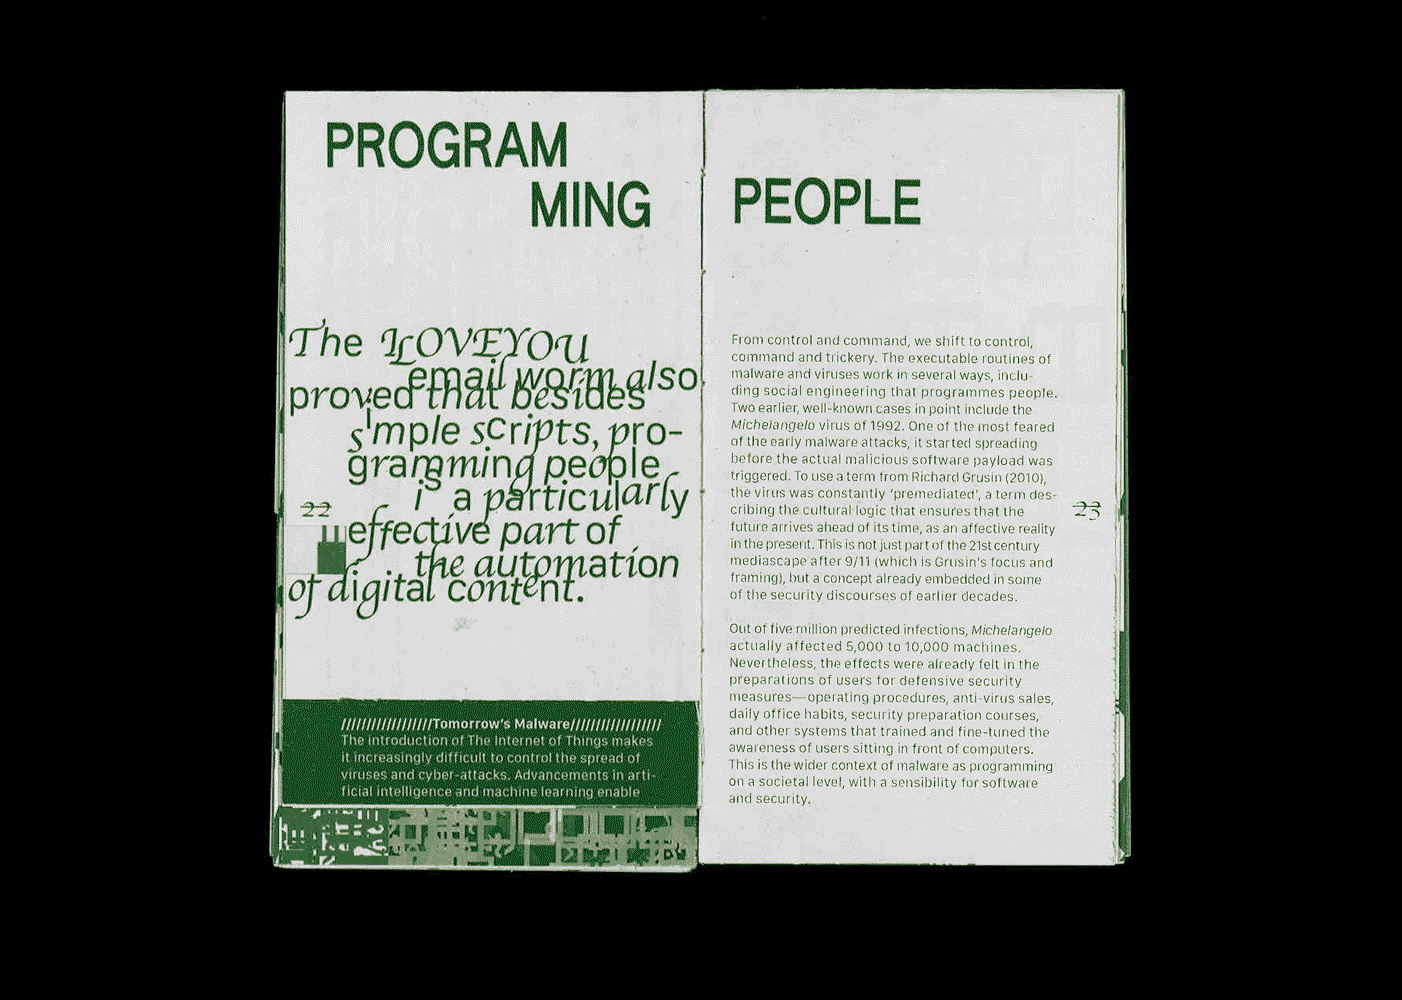 PROGRAM
MING
The ILOVEYOU
email worm also
proved that besides
simple scripts, pro-
gramming people
is a particularly
effective part of
the automation
of digital content.
22
//////////////////Tomorrow's Malware//////////////////
The introduction of The Internet of Things makes
it increasingly difficult to control the spread of
viruses and cyber-attacks. Advancements in arti-
ficial intelligence and machine learning enable
PEOPLE
From control and command, we shift to control,
command and trickery. The executable routines of
malware and viruses work in several ways, inclu-
ding social engineering that programmes people.
Two earlier, well-known cases in point include the
Michelangelo virus of 1992. One of the most feared
of the early malware attacks, it started spreading
before the actual malicious software payload was
triggered. To use a term from Richard Grusin (2010),
the virus was constantly ‘premediated’, a term des-
cribing the cultural logic that ensures that the
future arrives ahead of its time, as an affective reality
in the present. This is not just part of the 21st century
mediascape after 9/11 (which is Grusin's focus and
framing), but a concept already embedded in some
of the security discourses of earlier decades.
Out of five million predicted infections, Michelangelo
actually affected 5,000 to 10,000 machines.
Nevertheless, the effects were already felt in the
preparations of users for defensive security
measures—operating procedures, anti-virus sales,
daily office habits, security preparation courses,
and other systems that trained and fine-tuned the
awareness of users sitting in front of computers.
This is the wider context of malware as programming
on a societal level, with a sensibility for software
and security.
23